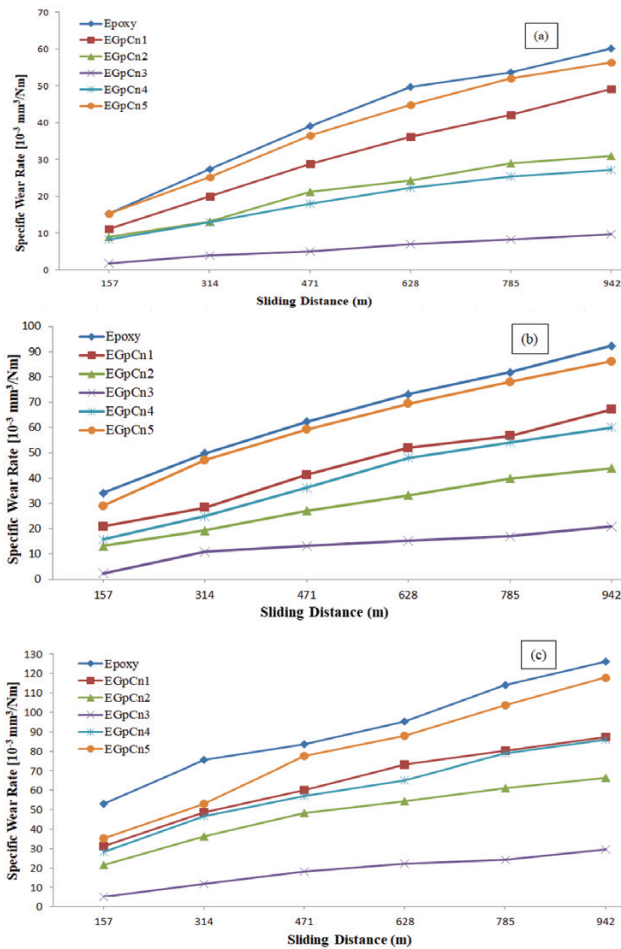 (a)
Epoxy
EGpCn1
EGpCn2
EGpCn3
EGpCn4
EGpCn5
Specific Wear Rate [10⁻³ mm³/Nm]
70
60
50
40
30
20
10
0
157 314 471 628 785 942
Sliding Distance (m)
(b)
Epoxy
EGpCn1
EGpCn2
EGpCn3
EGpCn4
EGpCn5
Specific Wear Rate [10⁻³ mm³/Nm]
100
90
80
70
60
50
40
30
20
10
0
157 314 471 628 785 942
Sliding Distance (m)
(c)
Epoxy
EGpCn1
EGpCn2
EGpCn3
EGpCn4
EGpCn5
Specific Wear Rate [10⁻³ mm³/Nm]
130
120
110
100
90
80
70
60
50
40
30
20
10
0
157 314 471 628 785 942
Sliding Distance (m)